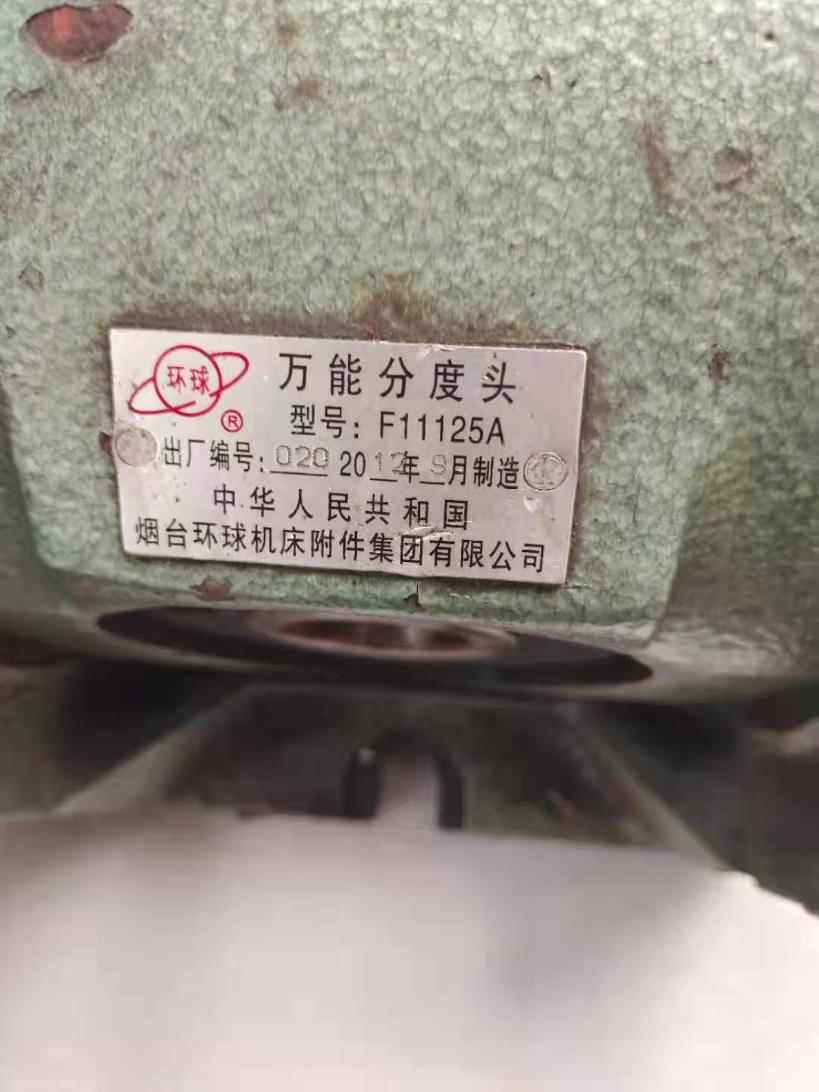 环球
®
万能分度头
型号: F11125A
出厂编号: 020 2012年9月制造
中华人民共和国
烟台环球机床附件集团有限公司